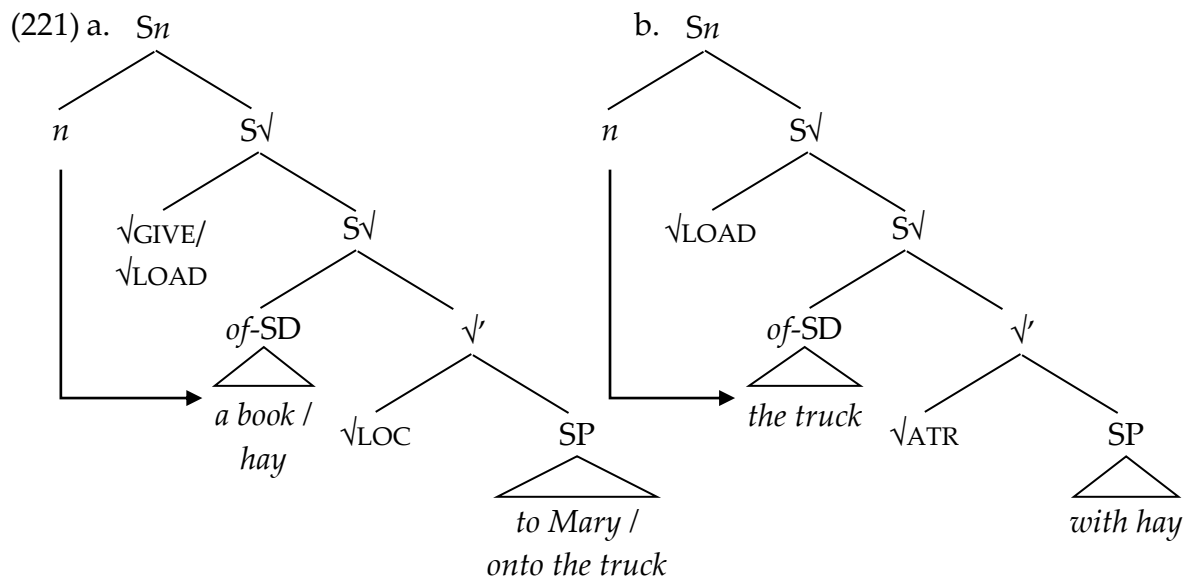 (221) a. Sn b. Sn
n S√ n S√
√GIVE/ S√ √LOAD S√
√LOAD
of-SD √’ of-SD √’
a book / √LOC SP the truck √ATR SP
hay
to Mary / with hay
onto the truck